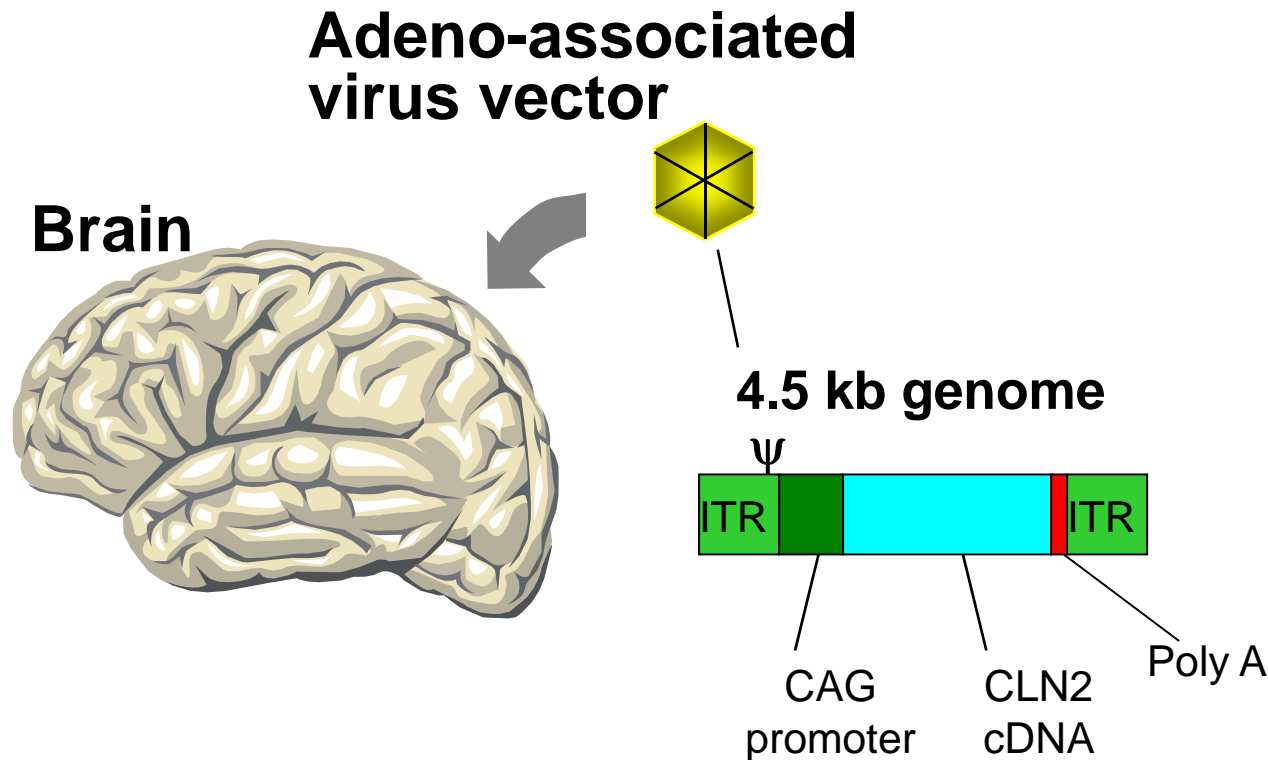 Adeno-associated
virus vector
Brain
4.5 kb genome
ψ
ITR
ITR
CAG
promoter
CLN2
cDNA
Poly A